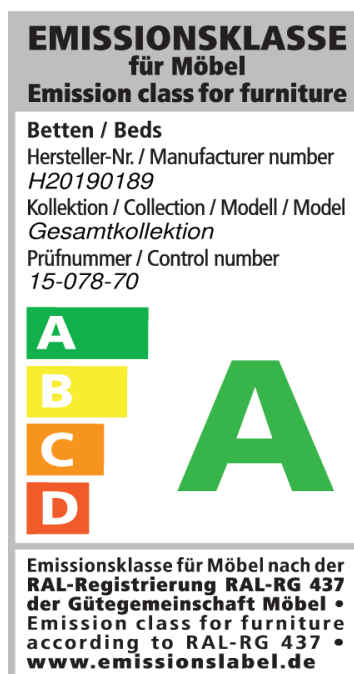 EMISSIONSKLASSE
für Möbel
Emission class for furniture
Betten / Beds
Hersteller-Nr. / Manufacturer number
H20190189
Kollektion / Collection / Modell / Model
Gesamtkollektion
Prüfnummer / Control number
15-078-70
A
B
C
D
A
Emissionsklasse für Möbel nach der
RAL-Registrierung RAL-RG 437
der Gütegemeinschaft Möbel •
Emission class for furniture
according to RAL-RG 437 •
www.emissionslabel.de